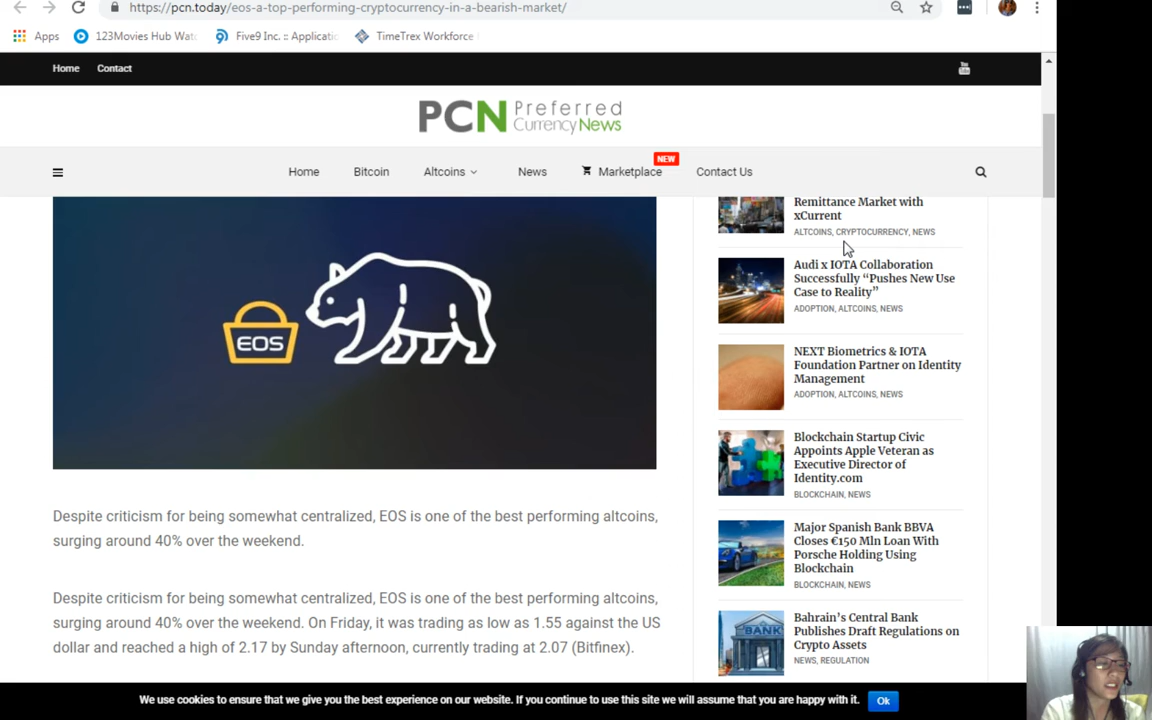 https://pcn.today/eos-a-top-performing-cryptocurrency-in-a-bearish-market/
Apps 123Movies Hub Wat Five9 Inc. :: Applicati TimeTrex Workforce
Home Contact
You Tube
PCN Preferred Currency News
NEW
Home Bitcoin Altcoins News Marketplace Contact Us
EOS
Despite criticism for being somewhat centralized, EOS is one of the best performing altcoins,
surging around 40% over the weekend.
Despite criticism for being somewhat centralized, EOS is one of the best performing altcoins,
surging around 40% over the weekend. On Friday, it was trading as low as 1.55 against the US
dollar and reached a high of 2.17 by Sunday afternoon, currently trading at 2.07 (Bitfinex).
Remittance Market with
xCurrent
ALTCOINS, CRYPTOCURRENCY, NEWS
Audi x IOTA Collaboration
Successfully “Pushes New Use
Case to Reality”
ADOPTION, ALTCOINS, NEWS
NEXT Biometrics & IOTA
Foundation Partner on Identity
Management
ADOPTION, ALTCOINS, NEWS
Blockchain Startup Civic
Appoints Apple Veteran as
Executive Director of
Identity.com
BLOCKCHAIN, NEWS
Major Spanish Bank BBVA
Closes €150 Mln Loan With
Porsche Holding Using
Blockchain
BLOCKCHAIN, NEWS
BANK
Bahrain’s Central Bank
Publishes Draft Regulations on
Crypto Assets
NEWS, REGULATION
We use cookies to ensure that we give you the best experience on our website. If you continue to use this site we will assume that you are happy with it. Ok